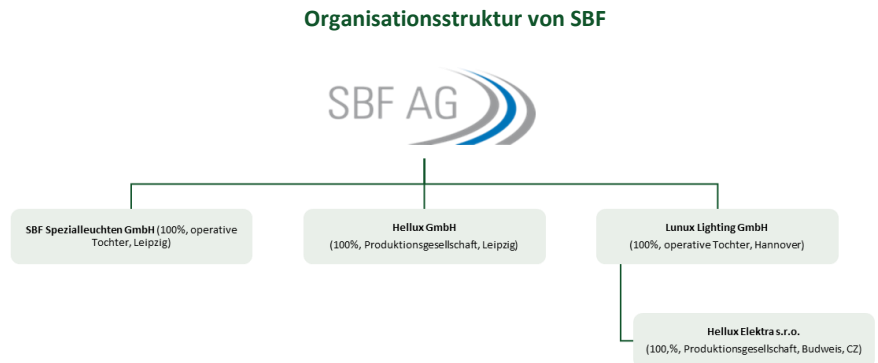 Organisationsstruktur von SBF
SBF AG
SBF Spezialleuchten GmbH (100%, operative
Tochter, Leipzig)
Hellux GmbH
(100%, Produktionsgesellschaft, Leipzig)
Lunux Lighting GmbH
(100%, operative Tochter, Hannover)
Hellux Elektra s.r.o.
(100,%, Produktionsgesellschaft, Budweis, CZ)